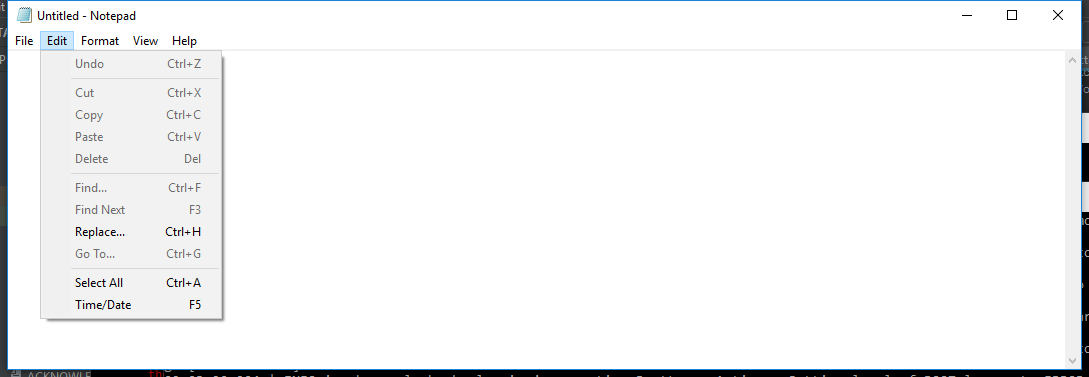 Untitled - Notepad
File Edit Format View Help
Undo Ctrl+Z
Cut Ctrl+X
Copy Ctrl+C
Paste Ctrl+V
Delete Del
Find... Ctrl+F
Find Next F3
Replace... Ctrl+H
Go To... Ctrl+G
Select All Ctrl+A
Time/Date F5
ACKNOWLE